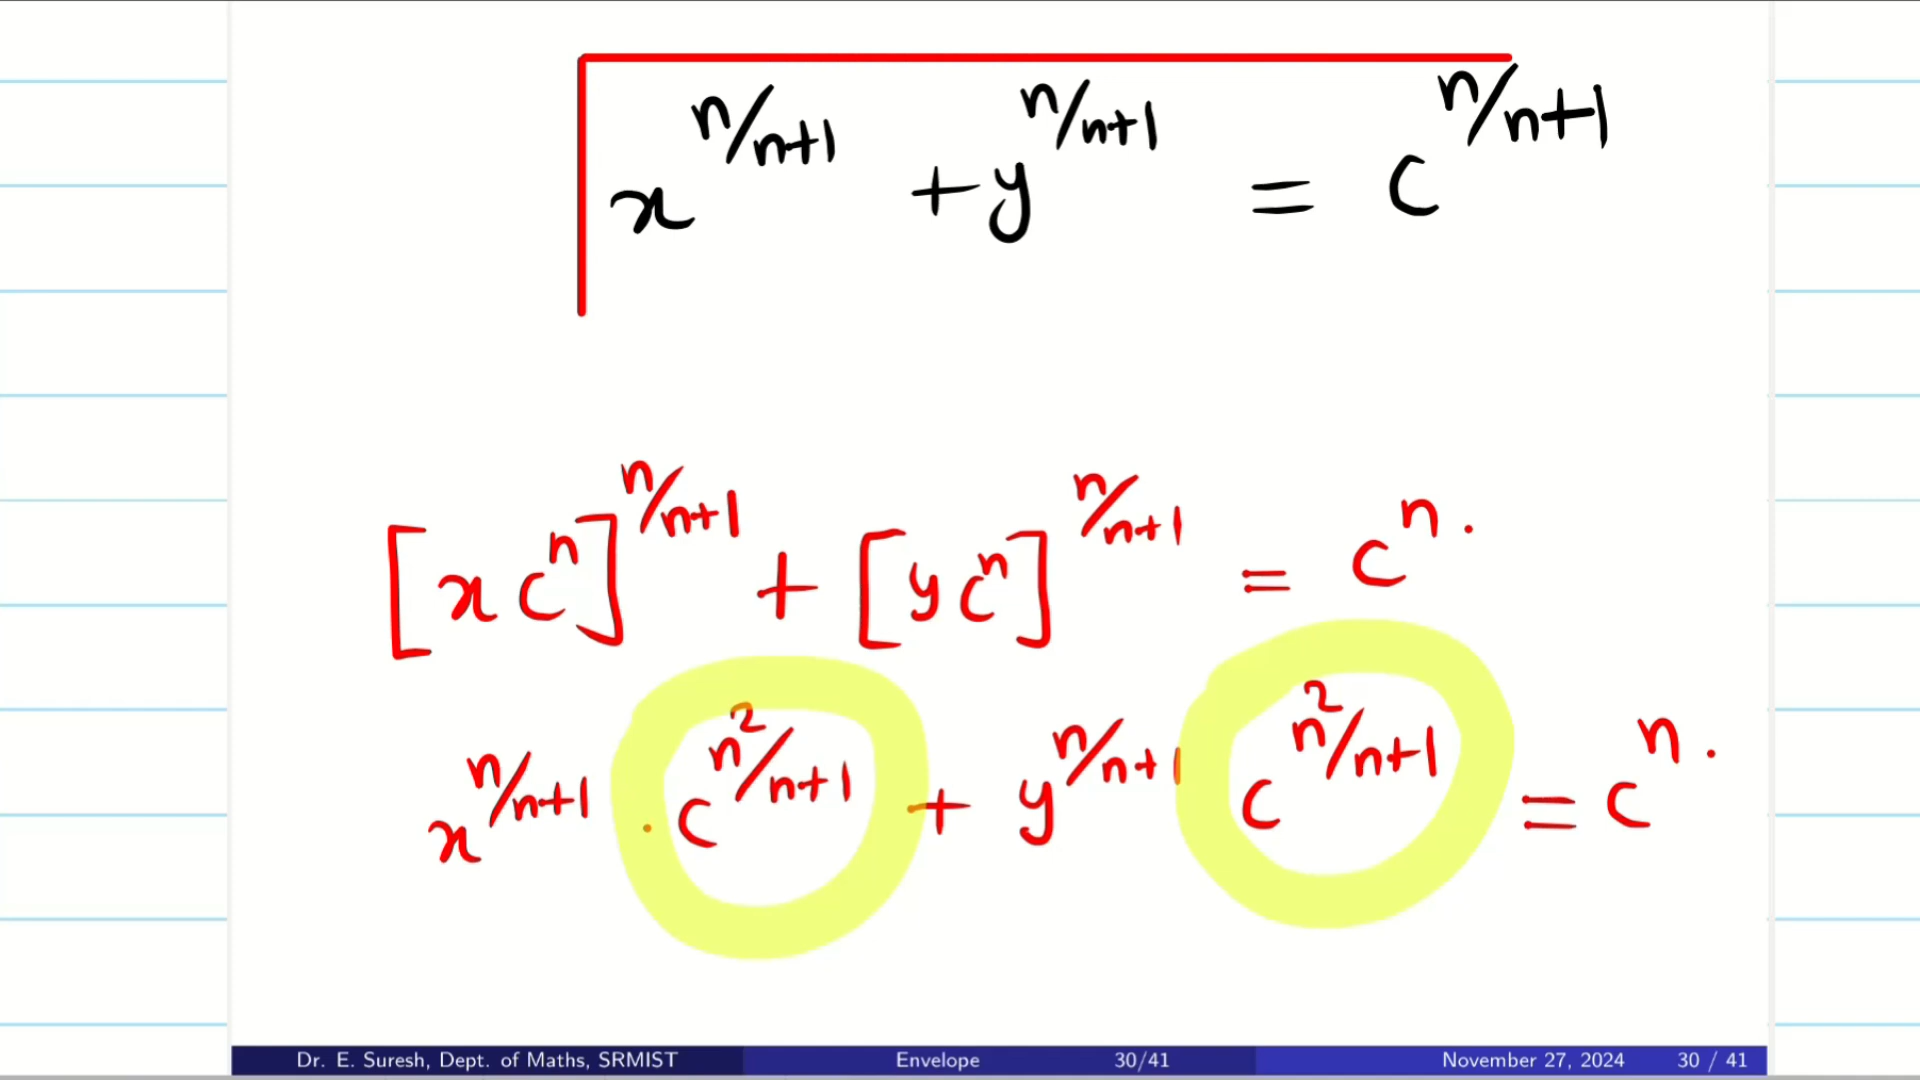 x^{n/n+1} + y^{n/n+1} = c^{n/n+1}
[x c^n]^{n/n+1} + [y c^n]^{n/n+1} = c^n.
x^{n/n+1} . c^{n^2/n+1} + y^{n/n+1} c^{n^2/n+1} = c^n.
Dr. E. Suresh, Dept. of Maths, SRMIST Envelope 30/41 November 27, 2024 30 / 41